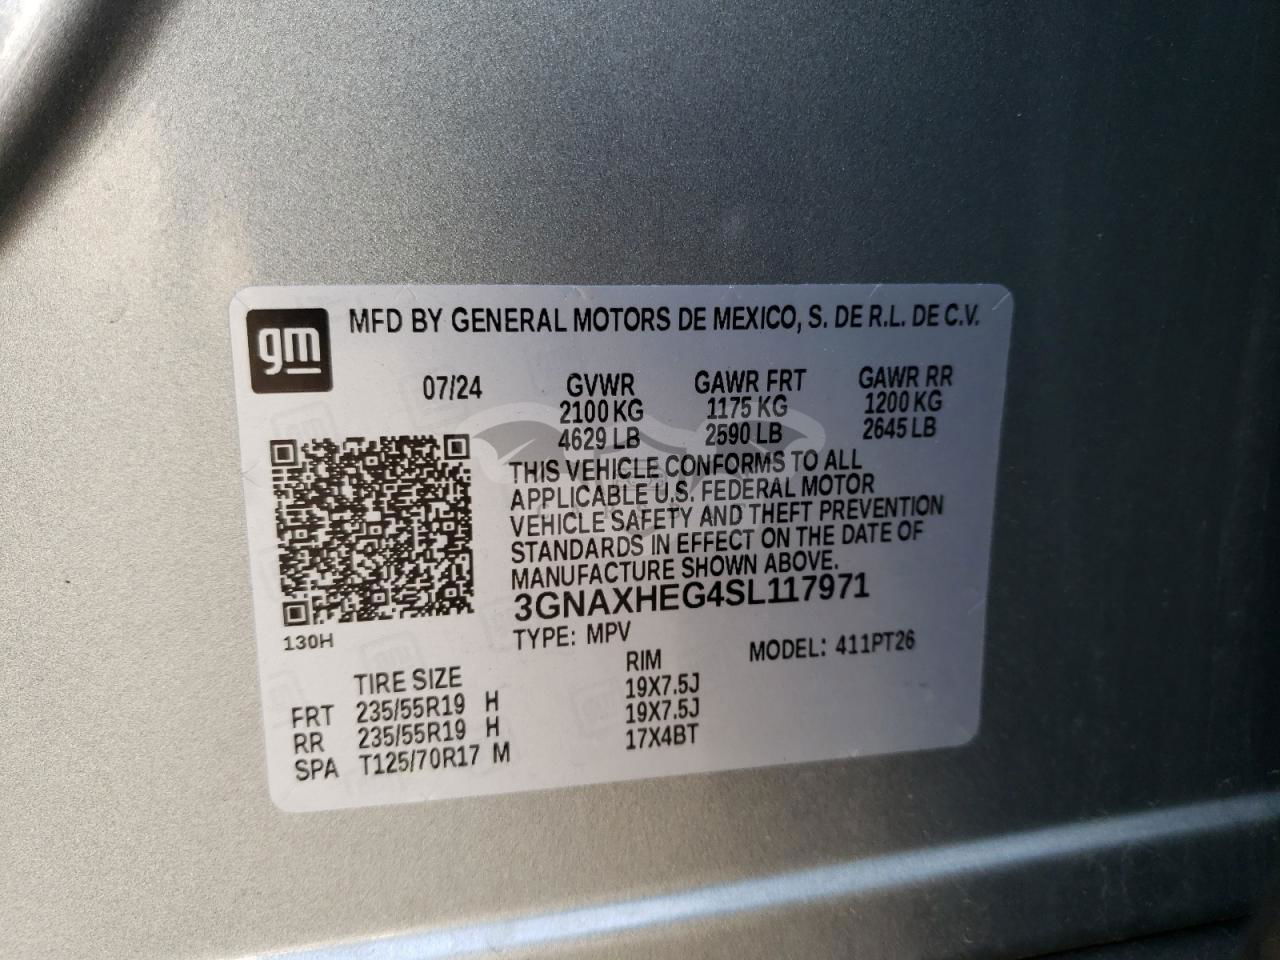 gm
MFD BY GENERAL MOTORS DE MEXICO, S. DE R.L. DE C.V.
07/24 GVWR GAWR FRT GAWR RR
2100 KG 1175 KG 1200 KG
4629 LB 2590 LB 2645 LB
THIS VEHICLE CONFORMS TO ALL
APPLICABLE U.S. FEDERAL MOTOR
VEHICLE SAFETY AND THEFT PREVENTION
STANDARDS IN EFFECT ON THE DATE OF
MANUFACTURE SHOWN ABOVE.
3GNAXHEG4SL117971
130H
TYPE: MPV MODEL: 411PT26
TIRE SIZE RIM
FRT 235/55R19 H 19X7.5J
RR 235/55R19 H 19X7.5J
SPA T125/70R17 M 17X4BT